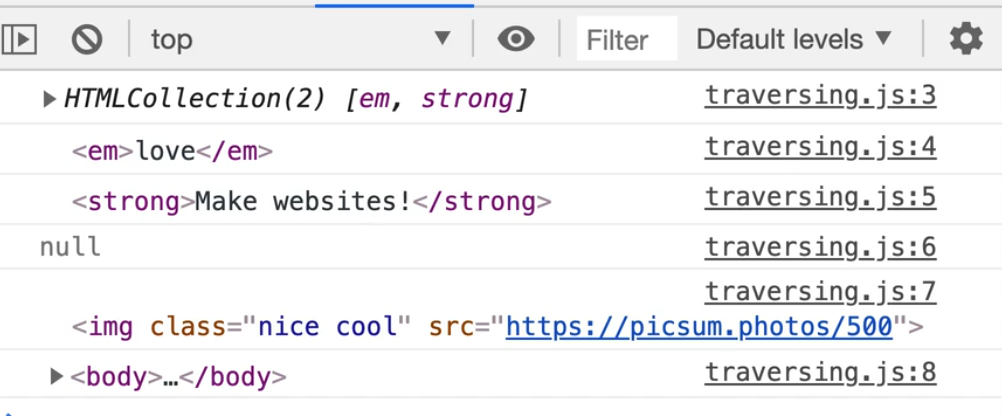 top Filter Default levels
HTMLCollection(2) [em, strong] traversing.js:3
<em>love</em> traversing.js:4
<strong>Make websites!</strong> traversing.js:5
null traversing.js:6
traversing.js:7
<img class="nice cool" src="https://picsum.photos/500">
<body>…</body> traversing.js:8